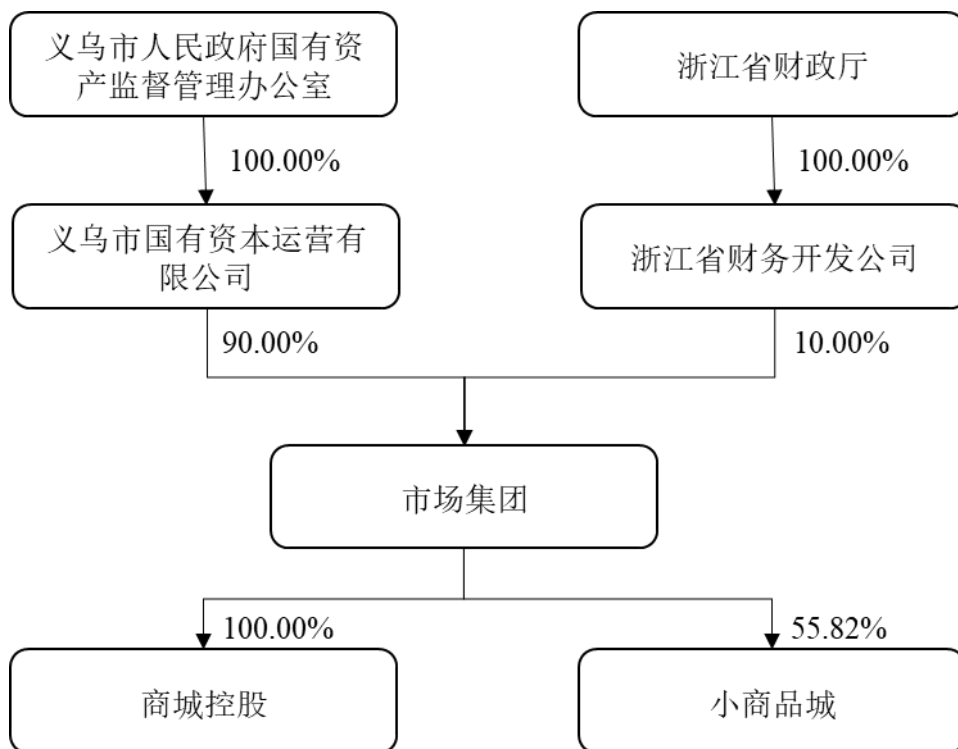 义乌市人民政府国有资
产监督管理办公室
浙江省财政厅
100.00%
100.00%
义乌市国有资本运营有
限公司
浙江省财务开发公司
90.00%
10.00%
市场集团
100.00%
55.82%
商城控股
小商品城